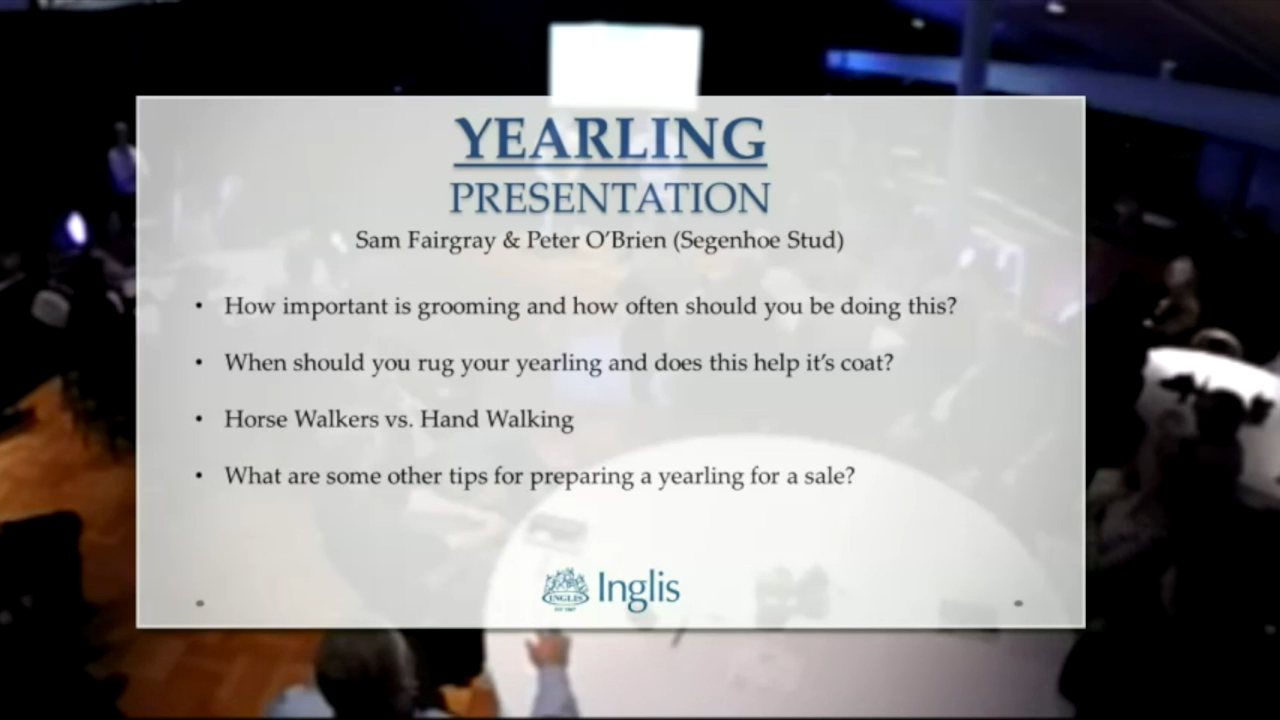 YEARLING
PRESENTATION
Sam Fairgray & Peter O’Brien (Segenhoe Stud)
• How important is grooming and how often should you be doing this?
• When should you rug your yearling and does this help it’s coat?
• Horse Walkers vs. Hand Walking
• What are some other tips for preparing a yearling for a sale?
INGLIS Inglis